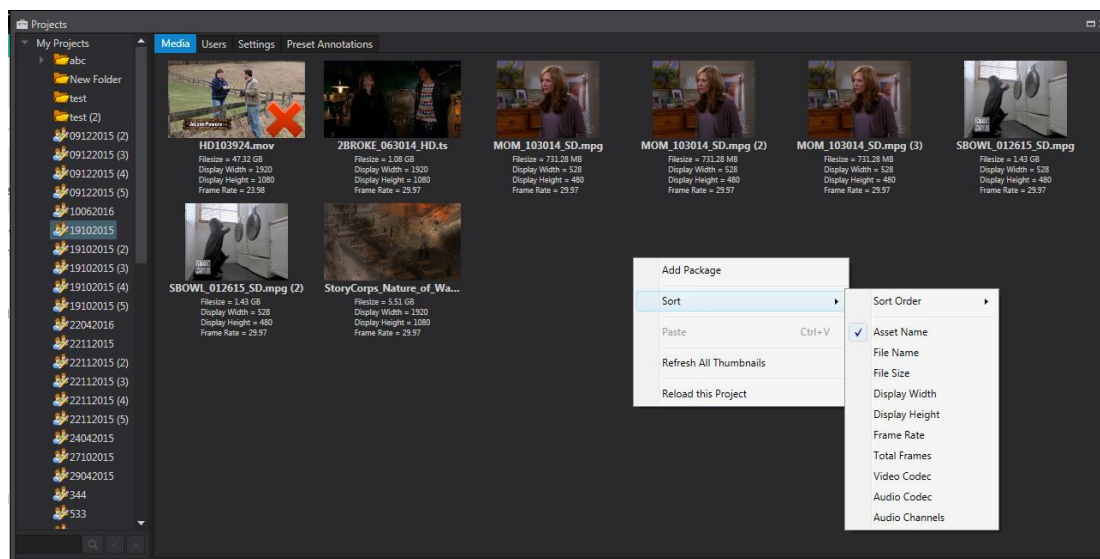 Projects
My Projects
abc
New Folder
test
test (2)
09122015 (2)
09122015 (3)
09122015 (4)
09122015 (5)
10062016
19102015
19102015 (2)
19102015 (3)
19102015 (4)
19102015 (5)
22042016
22112015
22112015 (2)
22112015 (3)
22112015 (4)
22112015 (5)
24042015
27102015
29042015
344
533
Media Users Settings Preset Annotations
JoLynn Powers
HD103924.mov
Filesize = 47.32 GB
Display Width = 1920
Display Height = 1080
Frame Rate = 23.98
2BROKE_063014_HD.ts
Filesize = 1.08 GB
Display Width = 1920
Display Height = 1080
Frame Rate = 29.97
MOM_103014_SD.mpg
Filesize = 731.28 MB
Display Width = 528
Display Height = 480
Frame Rate = 29.97
MOM_103014_SD.mpg (2)
Filesize = 731.28 MB
Display Width = 528
Display Height = 480
Frame Rate = 29.97
MOM_103014_SD.mpg (3)
Filesize = 731.28 MB
Display Width = 528
Display Height = 480
Frame Rate = 29.97
SBOWL_012615_SD.mpg
Filesize = 1.43 GB
Display Width = 528
Display Height = 480
Frame Rate = 29.97
SBOWL_012615_SD.mpg (2)
Filesize = 1.43 GB
Display Width = 528
Display Height = 480
Frame Rate = 29.97
StoryCorps_Nature_of_Wa...
Filesize = 5.51 GB
Display Width = 1920
Display Height = 1080
Frame Rate = 29.97
Add Package
Sort
Paste Ctrl+V
Refresh All Thumbnails
Reload this Project
Sort Order
Asset Name
File Name
File Size
Display Width
Display Height
Frame Rate
Total Frames
Video Codec
Audio Codec
Audio Channels